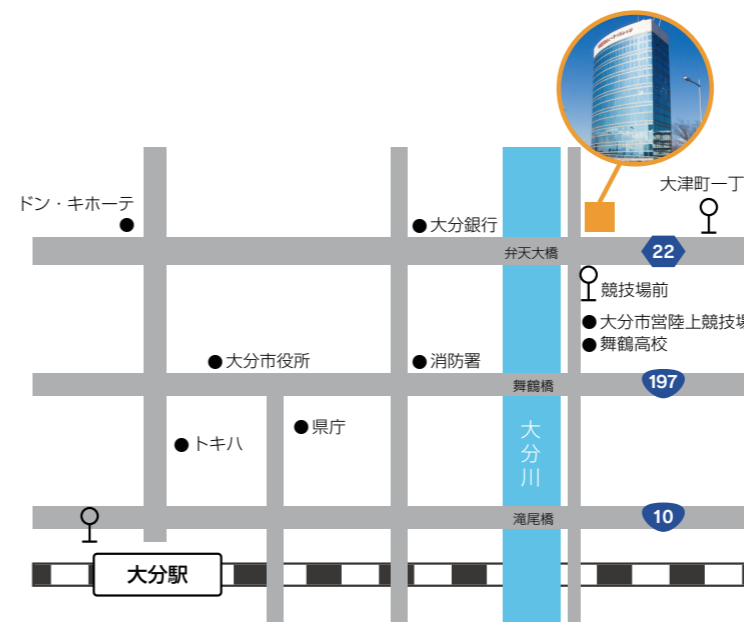 大津町一丁
ドン・キホーテ
大分銀行
弁天大橋
22
競技場前
大分市営陸上競技場
舞鶴高校
大分市役所
消防署
舞鶴橋
197
県庁
トキハ
大分川
滝尾橋
10
大分駅